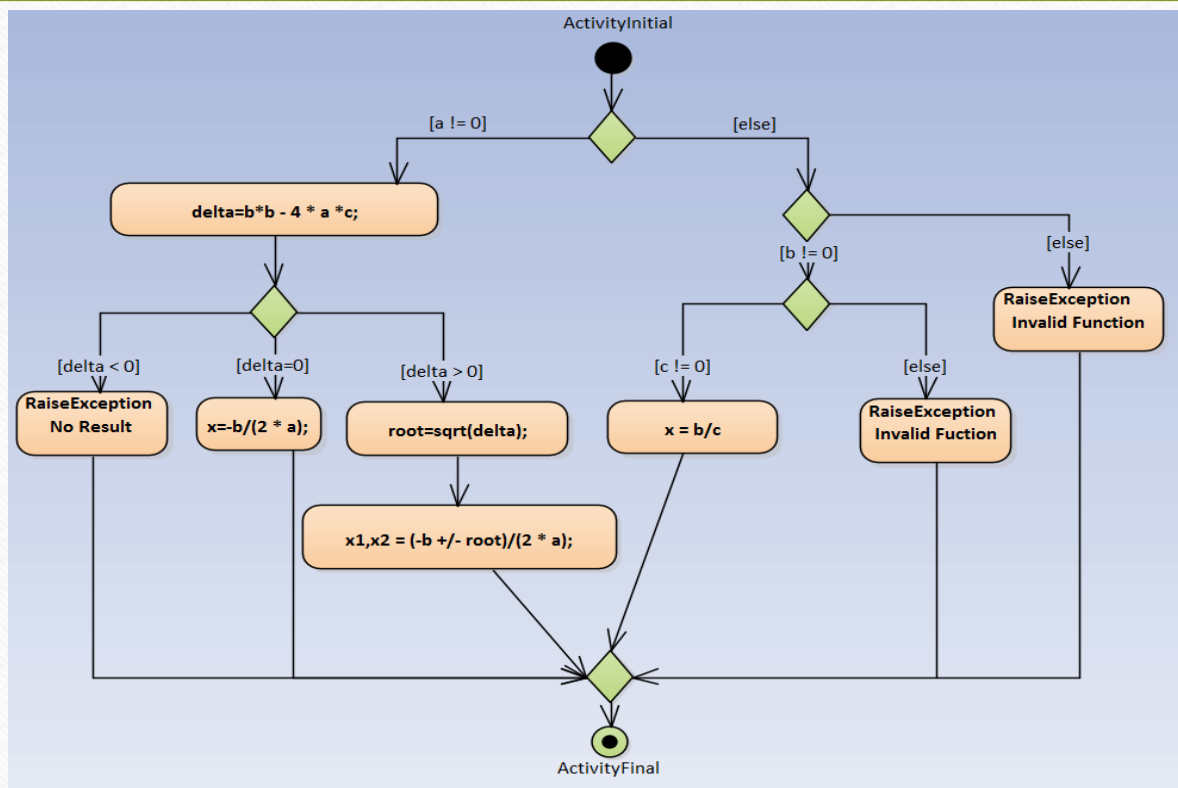 ActivityInitial
[a != 0]
[else]
delta=b*b - 4 * a *c;
[b != 0]
[else]
RaiseException
Invalid Function
[delta < 0]
[delta=0]
[delta > 0]
[c != 0]
[else]
RaiseException
No Result
x=-b/(2 * a);
root=sqrt(delta);
x = b/c
RaiseException
Invalid Fuction
x1,x2 = (-b +/- root)/(2 * a);
ActivityFinal